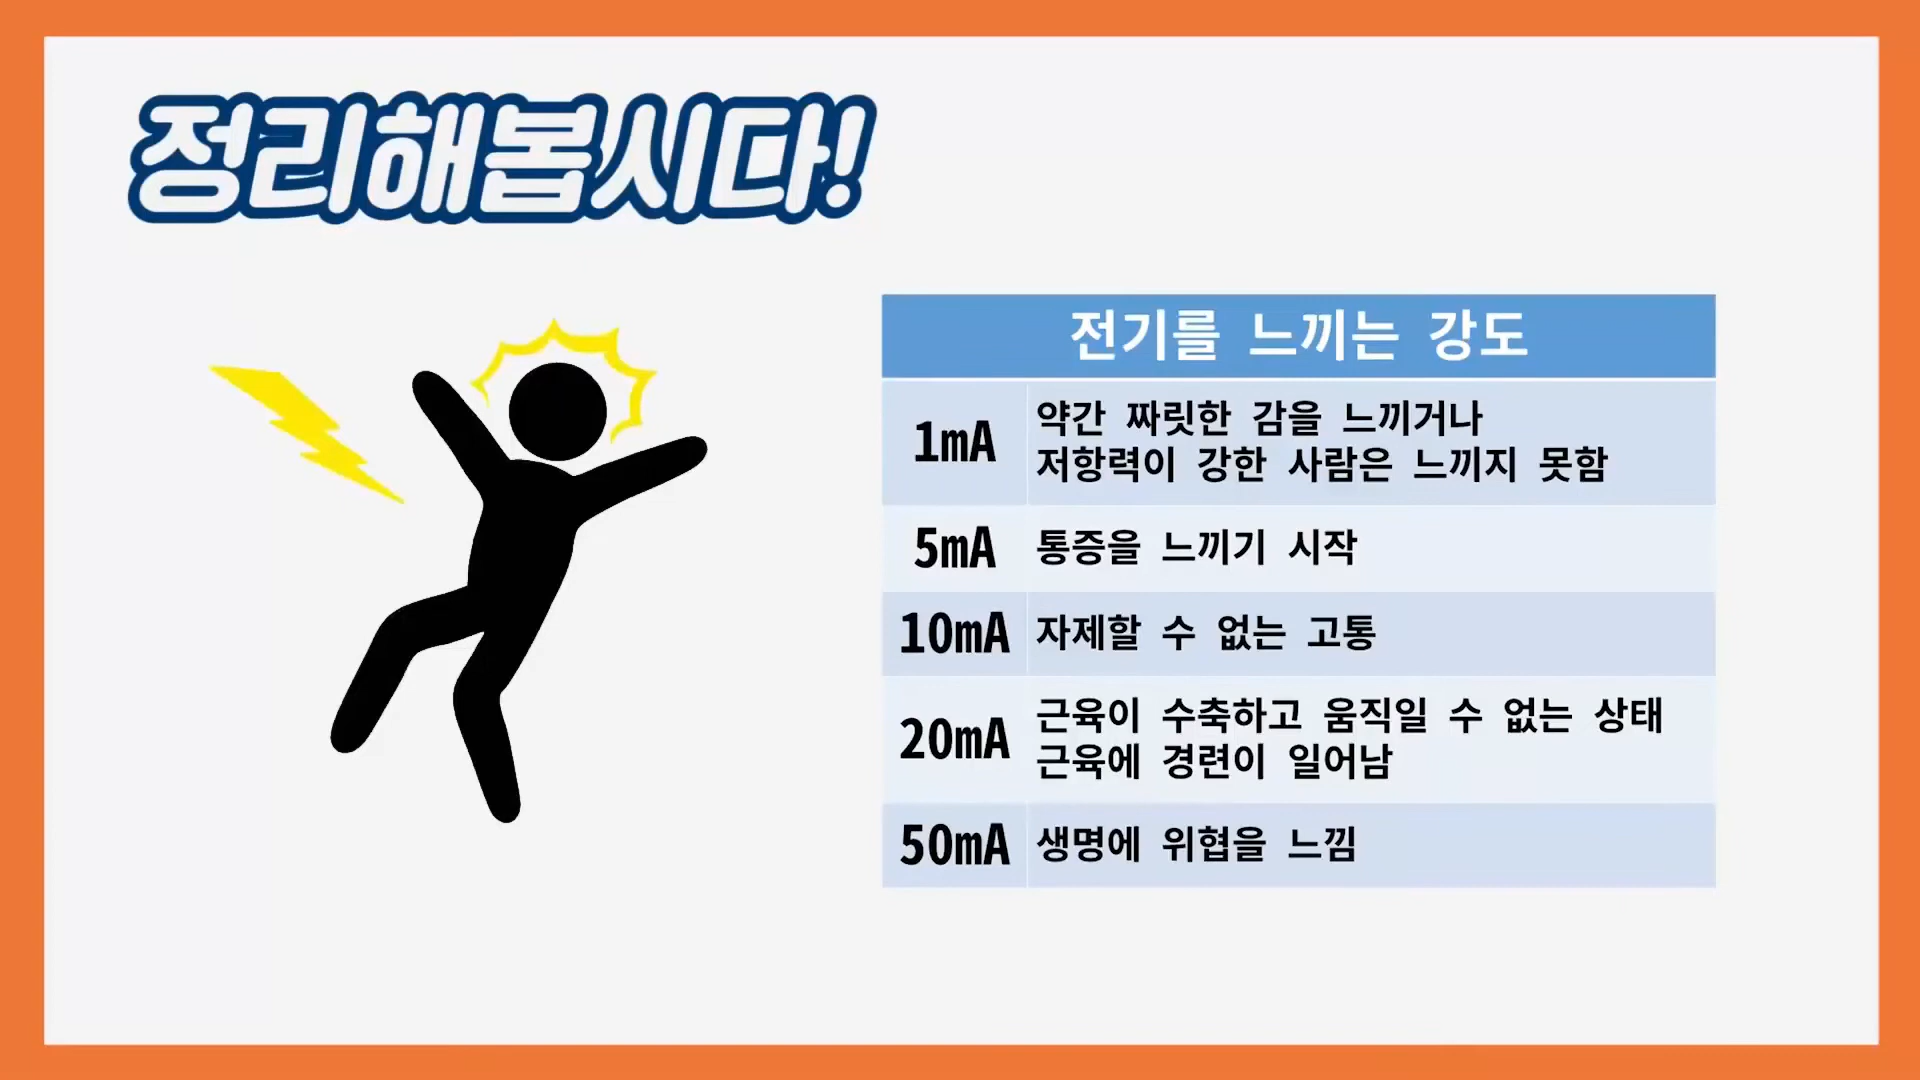 정리해봅시다!
전기를 느끼는 강도
1mA
약간 짜릿한 감을 느끼거나
저항력이 강한 사람은 느끼지 못함
5mA
통증을 느끼기 시작
10mA
자제할 수 없는 고통
20mA
근육이 수축하고 움직일 수 없는 상태
근육에 경련이 일어남
50mA
생명에 위협을 느낌